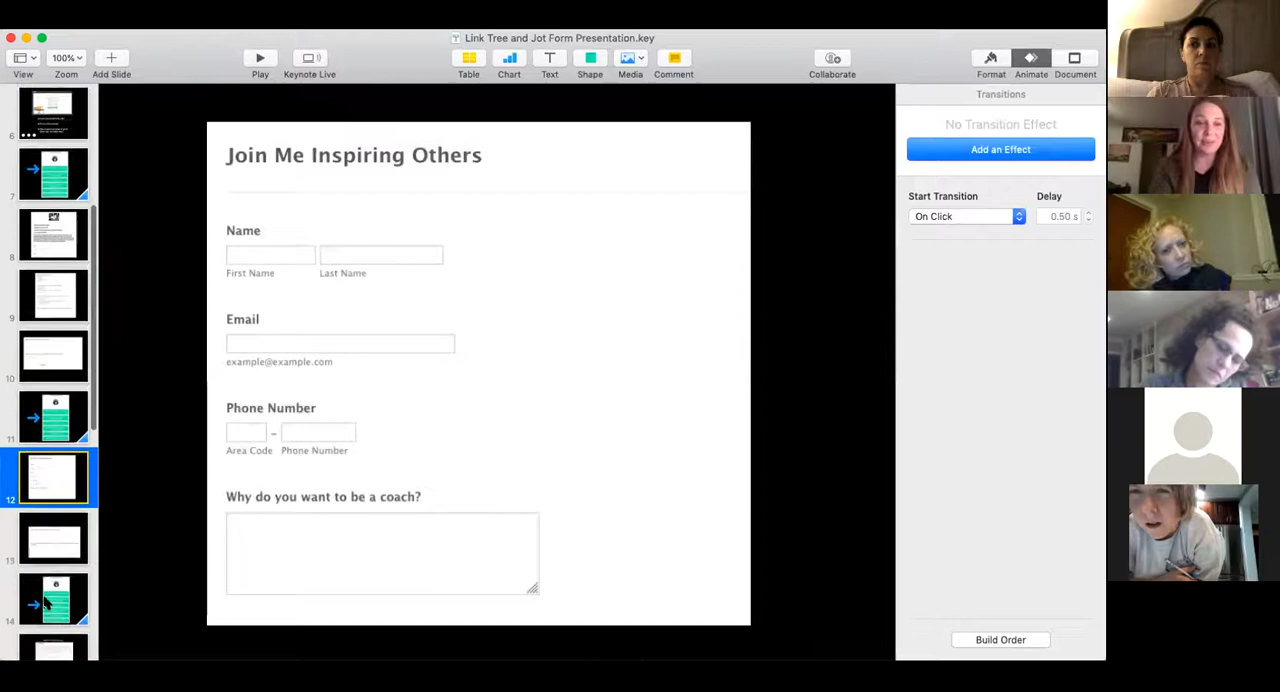 Link Tree and Jot Form Presentation.key
View
100%
Zoom
Add Slide
Play
Keynote Live
Table
Chart
Text
Shape
Media
Comment
Collaborate
Format
Animate
Document
Transitions
No Transition Effect
Add an Effect
Start Transition
Delay
On Click
0.50 s
Build Order
6
7
8
9
10
11
12
13
14
Join Me Inspiring Others
Name
First Name
Last Name
Email
example@example.com
Phone Number
–
Area Code
Phone Number
Why do you want to be a coach?